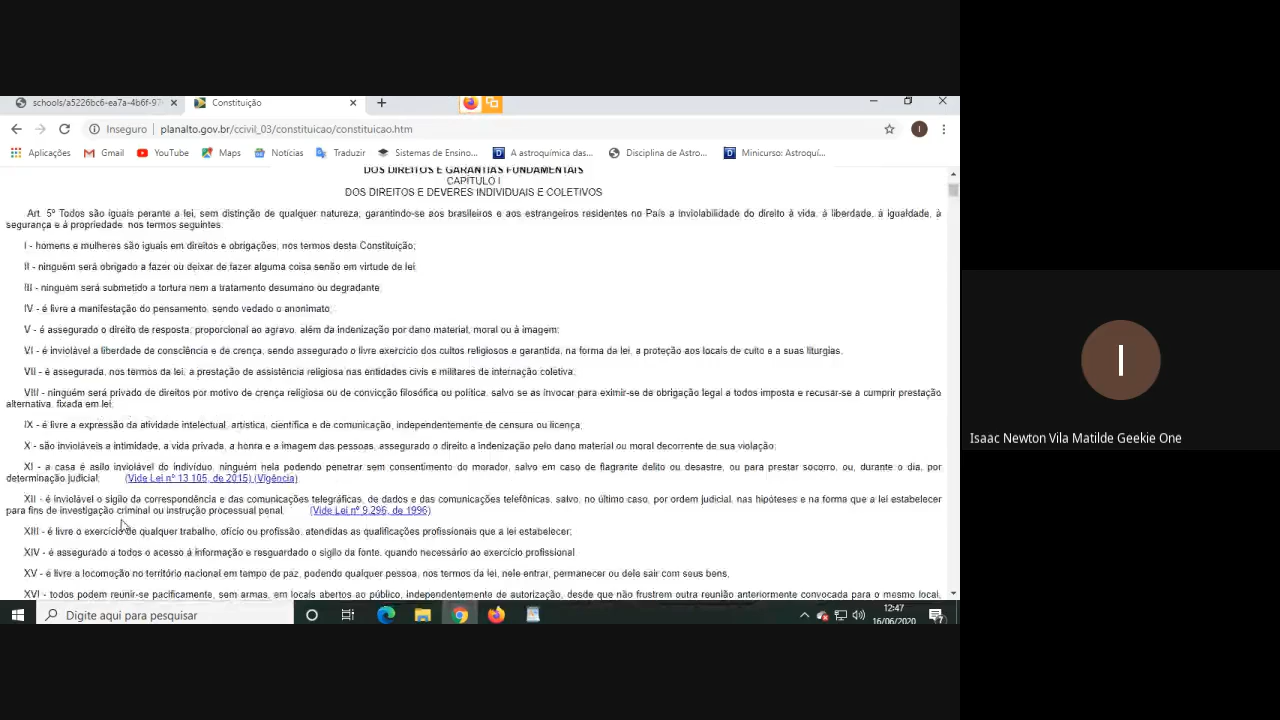 schools/a5226bc6-ea7a-4b6f-97
Constituição
Inseguro
planalto.gov.br/ccivil_03/constituicao/constituicao.htm
Aplicações
Gmail
YouTube
Maps
Notícias
Traduzir
Sistemas de Ensino...
A astroquímica das...
Disciplina de Astro...
Minicurso: Astroquí...
DOS DIREITOS E GARANTIAS FUNDAMENTAIS
CAPÍTULO I
DOS DIREITOS E DEVERES INDIVIDUAIS E COLETIVOS
Art. 5º Todos são iguais perante a lei, sem distinção de qualquer natureza, garantindo-se aos brasileiros e aos estrangeiros residentes no País a inviolabilidade do direito à vida, à liberdade, à igualdade, à
segurança e à propriedade, nos termos seguintes:
I - homens e mulheres são iguais em direitos e obrigações, nos termos desta Constituição;
II - ninguém será obrigado a fazer ou deixar de fazer alguma coisa senão em virtude de lei;
III - ninguém será submetido a tortura nem a tratamento desumano ou degradante;
IV - é livre a manifestação do pensamento, sendo vedado o anonimato;
V - é assegurado o direito de resposta, proporcional ao agravo, além da indenização por dano material, moral ou à imagem;
VI - é inviolável a liberdade de consciência e de crença, sendo assegurado o livre exercício dos cultos religiosos e garantida, na forma da lei, a proteção aos locais de culto e a suas liturgias;
VII - é assegurada, nos termos da lei, a prestação de assistência religiosa nas entidades civis e militares de internação coletiva;
VIII - ninguém será privado de direitos por motivo de crença religiosa ou de convicção filosófica ou política, salvo se as invocar para eximir-se de obrigação legal a todos imposta e recusar-se a cumprir prestação
alternativa, fixada em lei;
IX - é livre a expressão da atividade intelectual, artística, científica e de comunicação, independentemente de censura ou licença;
X - são invioláveis a intimidade, a vida privada, a honra e a imagem das pessoas, assegurado o direito a indenização pelo dano material ou moral decorrente de sua violação;
XI - a casa é asilo inviolável do indivíduo, ninguém nela podendo penetrar sem consentimento do morador, salvo em caso de flagrante delito ou desastre, ou para prestar socorro, ou, durante o dia, por
determinação judicial; (Vide Lei nº 13.105, de 2015) (Vigência)
XII - é inviolável o sigilo da correspondência e das comunicações telegráficas, de dados e das comunicações telefônicas, salvo, no último caso, por ordem judicial, nas hipóteses e na forma que a lei estabelecer
para fins de investigação criminal ou instrução processual penal; (Vide Lei nº 9.296, de 1996)
XIII - é livre o exercício de qualquer trabalho, ofício ou profissão, atendidas as qualificações profissionais que a lei estabelecer;
XIV - é assegurado a todos o acesso à informação e resguardado o sigilo da fonte, quando necessário ao exercício profissional;
XV - é livre a locomoção no território nacional em tempo de paz, podendo qualquer pessoa, nos termos da lei, nele entrar, permanecer ou dele sair com seus bens;
XVI - todos podem reunir-se pacificamente, sem armas, em locais abertos ao público, independentemente de autorização, desde que não frustrem outra reunião anteriormente convocada para o mesmo local,
Digite aqui para pesquisar
12:47
16/06/2020
7
I
I
Isaac Newton Vila Matilde Geekie One